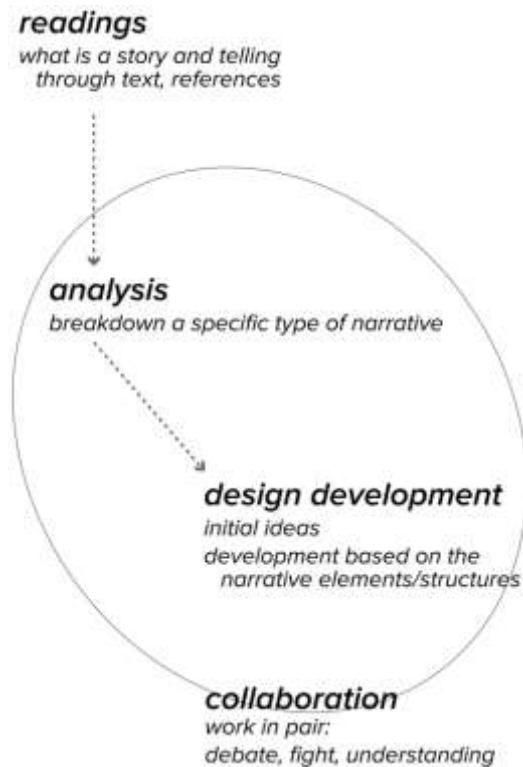 readings
what is a story and telling
through text, references
analysis
breakdown a specific type of narrative
design development
initial ideas
development based on the
narrative elements/structures
collaboration
work in pair:
debate, fight, understanding